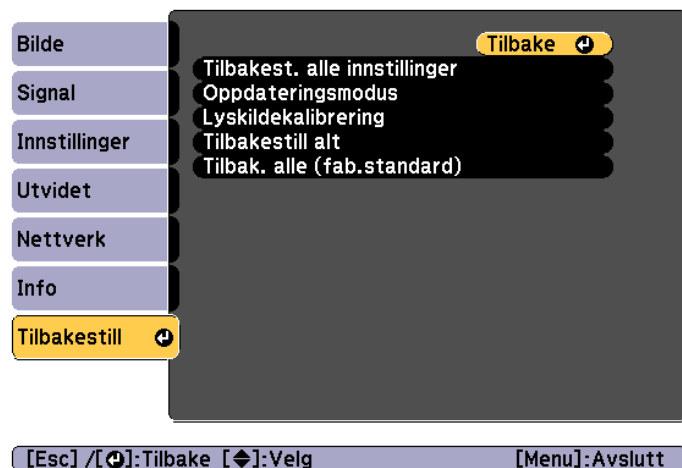 Bilde
Signal
Innstillinger
Utvidet
Nettverk
Info
Tilbakestill
Tilbake
Tilbakest. alle innstillinger
Oppdateringsmodus
Lyskildekalibrering
Tilbakestill alt
Tilbak. alle (fab.standard)
[Esc] /[⏎]:Tilbake [◆]:Velg [Menu]:Avslutt